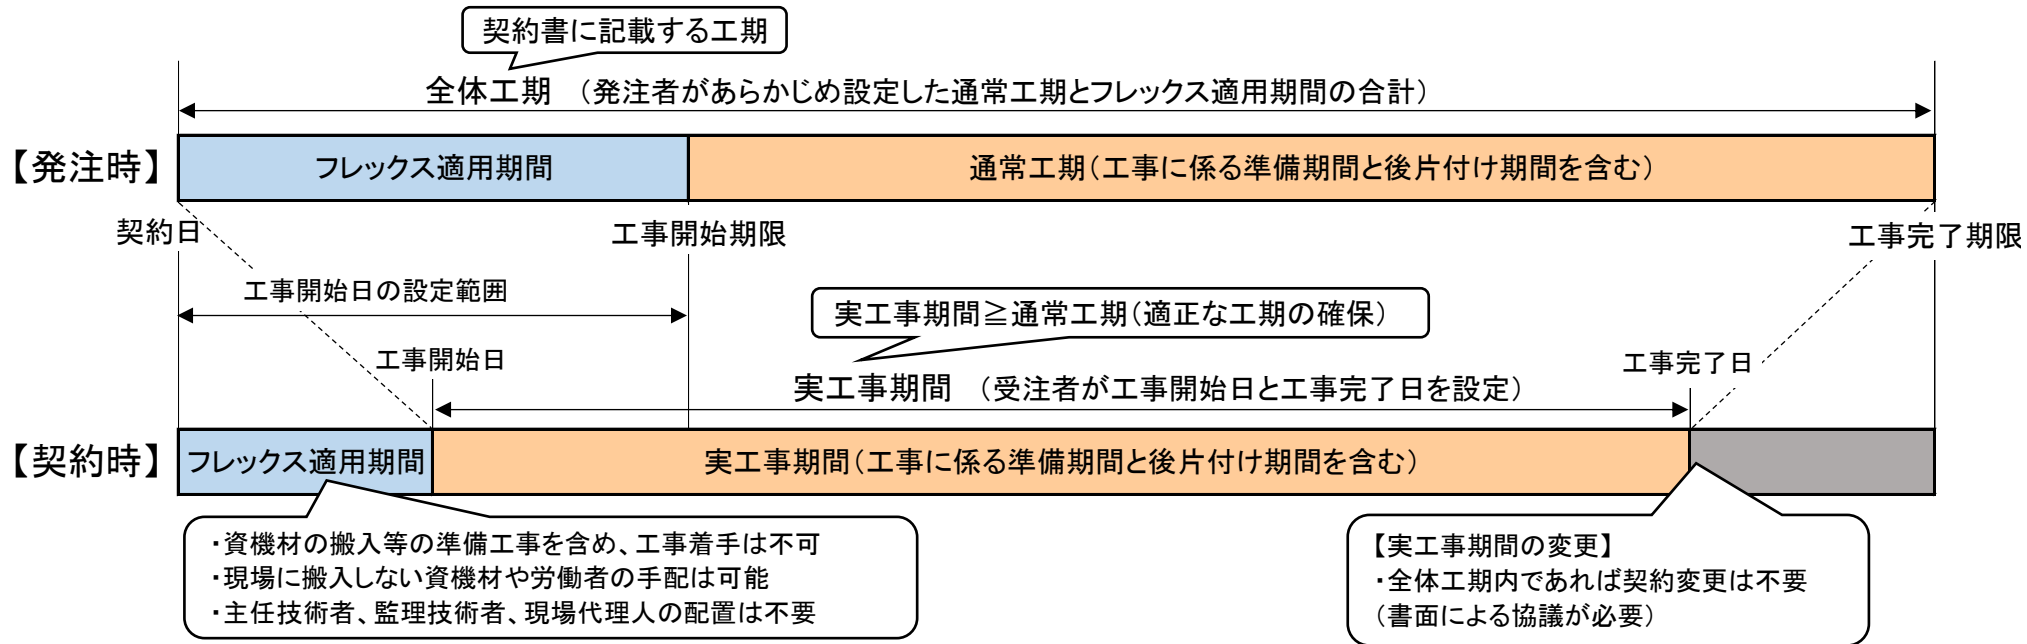 契約書に記載する工期
全体工期 （発注者があらかじめ設定した通常工期とフレックス適用期間の合計）
【発注時】
フレックス適用期間
通常工期（工事に係る準備期間と後片付け期間を含む）
契約日
工事開始期限
工事完了期限
工事開始日の設定範囲
実工事期間≧通常工期（適正な工期の確保）
工事開始日
工事完了日
実工事期間 （受注者が工事開始日と工事完了日を設定）
【契約時】
フレックス適用期間
実工事期間（工事に係る準備期間と後片付け期間を含む）
・資機材の搬入等の準備工事を含め、工事着手は不可
・現場に搬入しない資機材や労働者の手配は可能
・主任技術者、監理技術者、現場代理人の配置は不要
【実工事期間の変更】
・全体工期内であれば契約変更は不要
（書面による協議が必要）